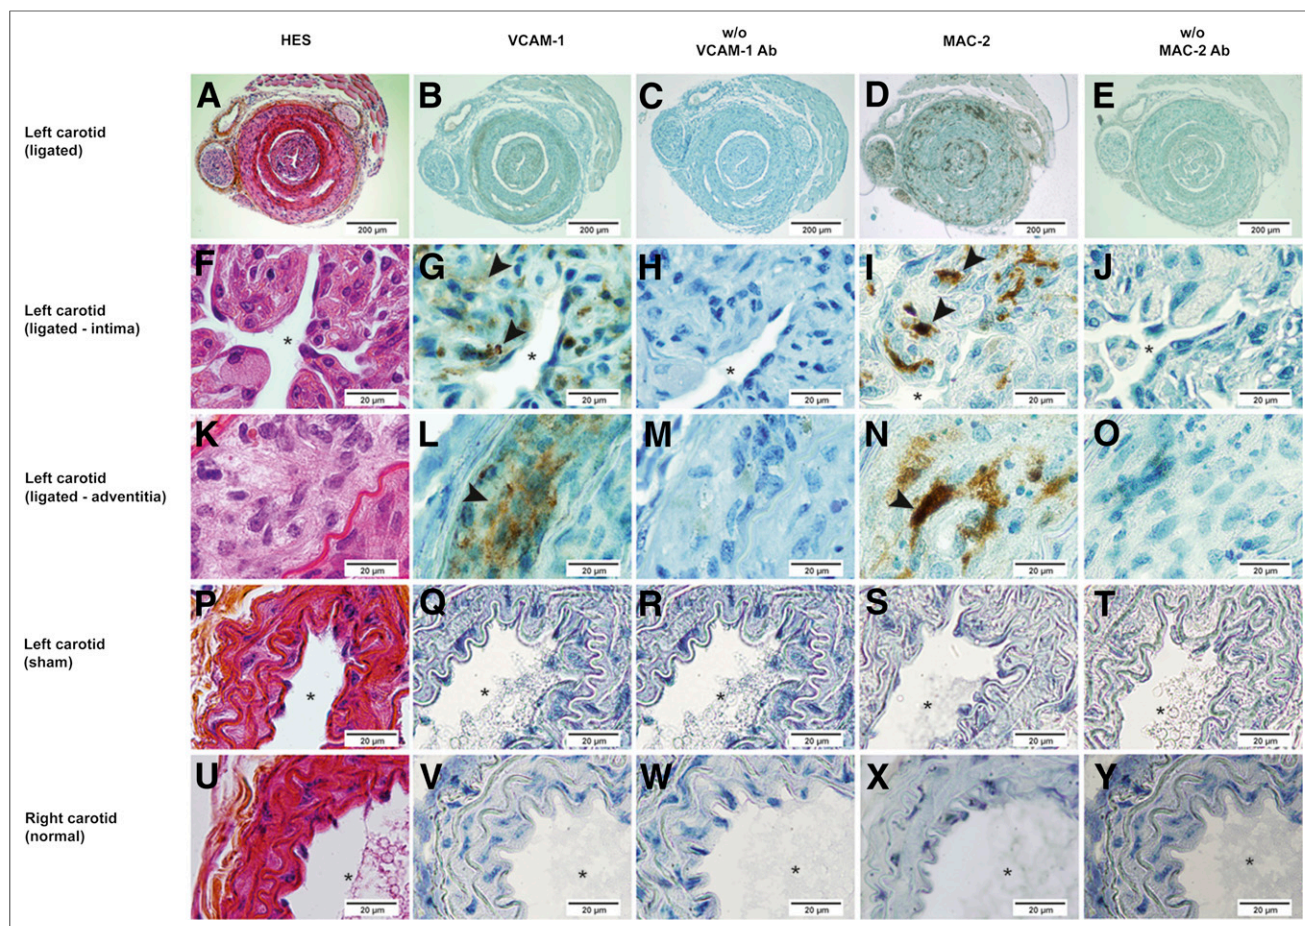 HES
VCAM-1
w/o
VCAM-1 Ab
MAC-2
w/o
MAC-2 Ab
Left carotid
(ligated)
A
200 µm
B
200 µm
C
200 µm
D
200 µm
E
200 µm
Left carotid
(ligated - intima)
F
*
20 µm
G
*
20 µm
H
*
20 µm
I
*
20 µm
J
*
20 µm
Left carotid
(ligated - adventitia)
K
20 µm
L
20 µm
M
20 µm
N
20 µm
O
20 µm
Left carotid
(sham)
P
*
20 µm
Q
*
20 µm
R
*
20 µm
S
*
20 µm
T
*
20 µm
Right carotid
(normal)
U
*
20 µm
V
*
20 µm
W
*
20 µm
X
*
20 µm
Y
*
20 µm